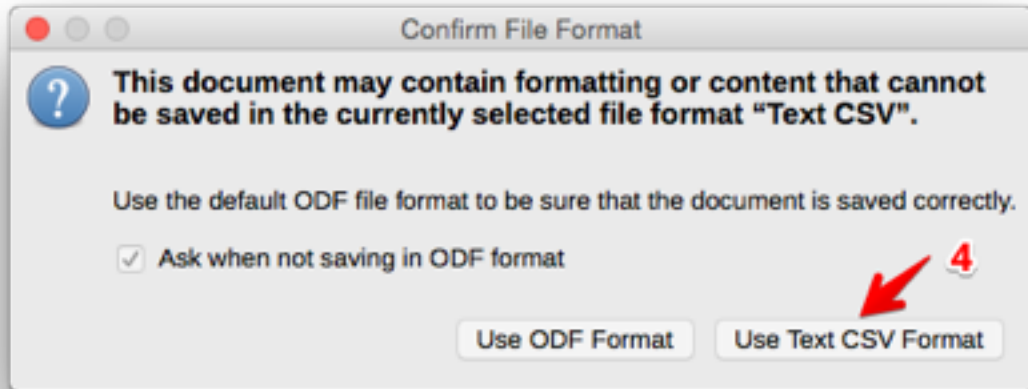 Confirm File Format
?
This document may contain formatting or content that cannot
be saved in the currently selected file format “Text CSV”.
Use the default ODF file format to be sure that the document is saved correctly.
Ask when not saving in ODF format
4
Use ODF Format
Use Text CSV Format